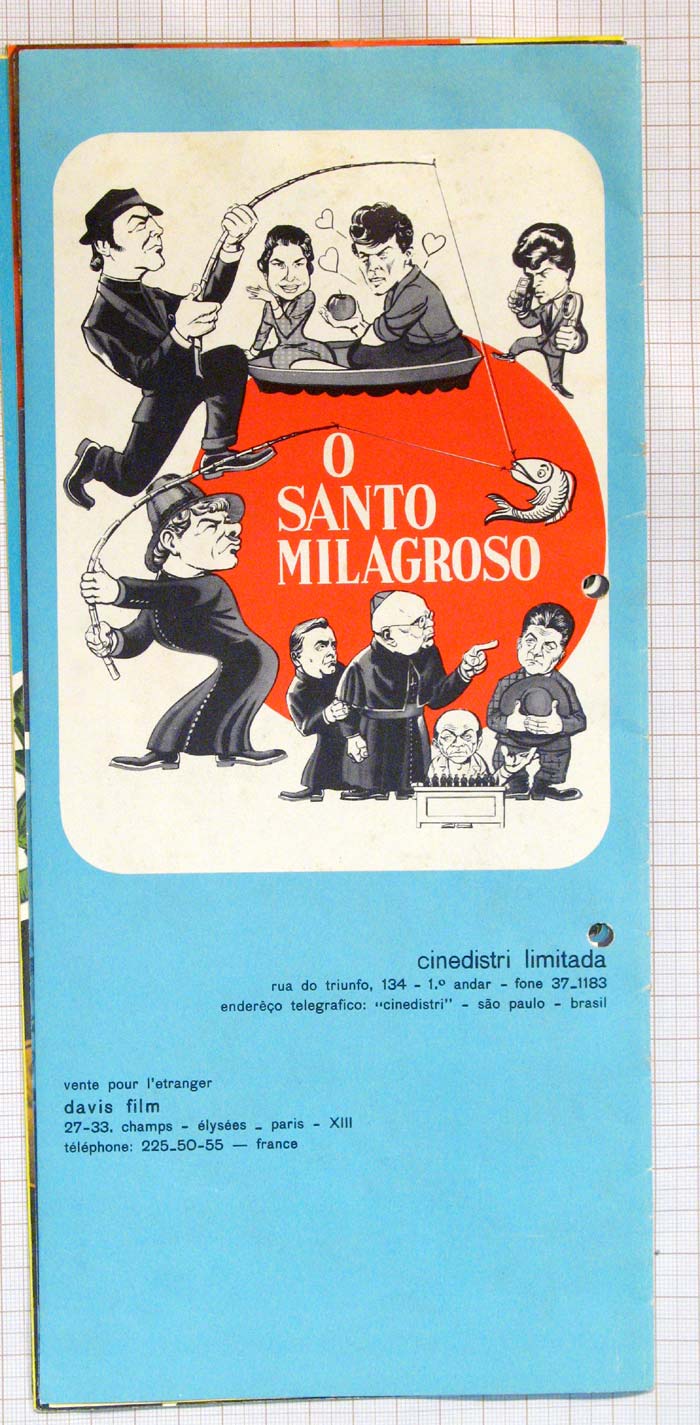 O
SANTO
MILAGROSO
cinedistri limitada
rua do triunfo, 134 - 1.º andar - fone 37-1183
enderêço telegrafico: "cinedistri" - são paulo - brasil
vente pour l'etranger
davis film
27-33, champs - élysées - paris - XIII
téléphone: 225-50-55 — france